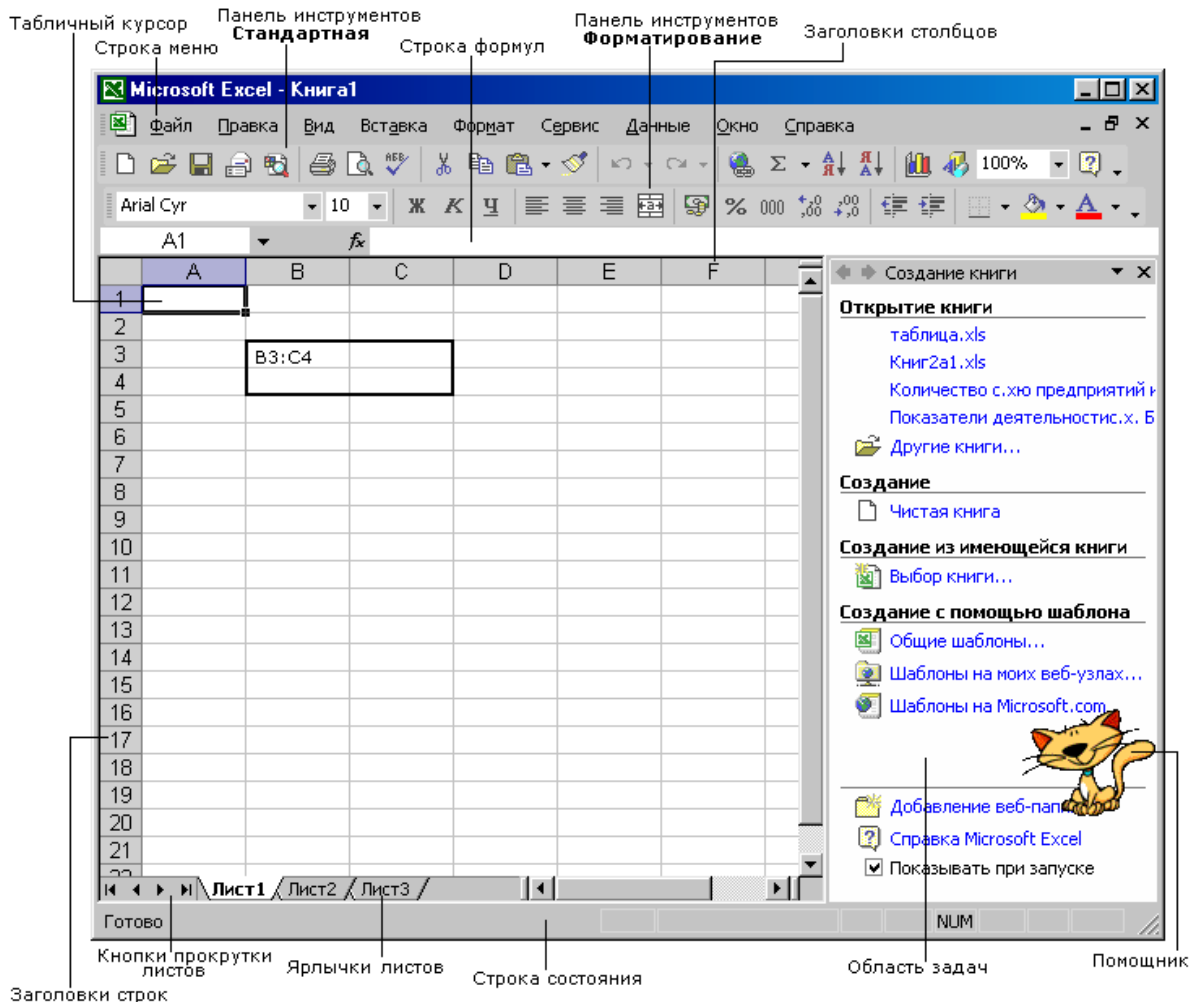 Табличный курсор
Панель инструментов
Стандартная
Строка меню
Строка формул
Панель инструментов
Форматирование
Заголовки столбцов
Microsoft Excel - Книга1
Файл Правка Вид Вставка Формат Сервис Данные Окно Справка
100%
Arial Cyr 10 Ж К Ч % 000
A1 fx
A B C D E F
1
2
3 B3:C4
4
5
6
7
8
9
10
11
12
13
14
15
16
17
18
19
20
21
22
Создание книги
Открытие книги
таблица.xls
Книг2a1.xls
Количество с.хю предприятий и
Показатели деятельностис.х. Б
Другие книги...
Создание
Чистая книга
Создание из имеющейся книги
Выбор книги...
Создание с помощью шаблона
Общие шаблоны...
Шаблоны на моих веб-узлах...
Шаблоны на Microsoft.com
Добавление веб-пап
Справка Microsoft Excel
Показывать при запуске
Лист1 Лист2 Лист3
Готово NUM
Кнопки прокрутки
листов
Ярлычки листов
Строка состояния
Область задач
Помощник
Заголовки строк